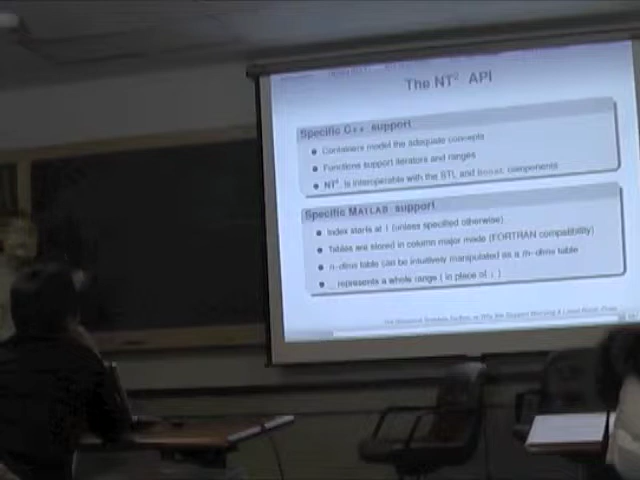 The NT² API
Specific C++ support
Containers model the adequate concepts
Functions support iterators and ranges
NT² is interoperable with the STL and Boost components
Specific MATLAB support
Index starts at 1 (unless specified otherwise)
Tables are stored in column major mode (FORTRAN compatibility)
n-dims table can be intuitively manipulated as a m-dims table
_ represents a whole range ( in place of : )